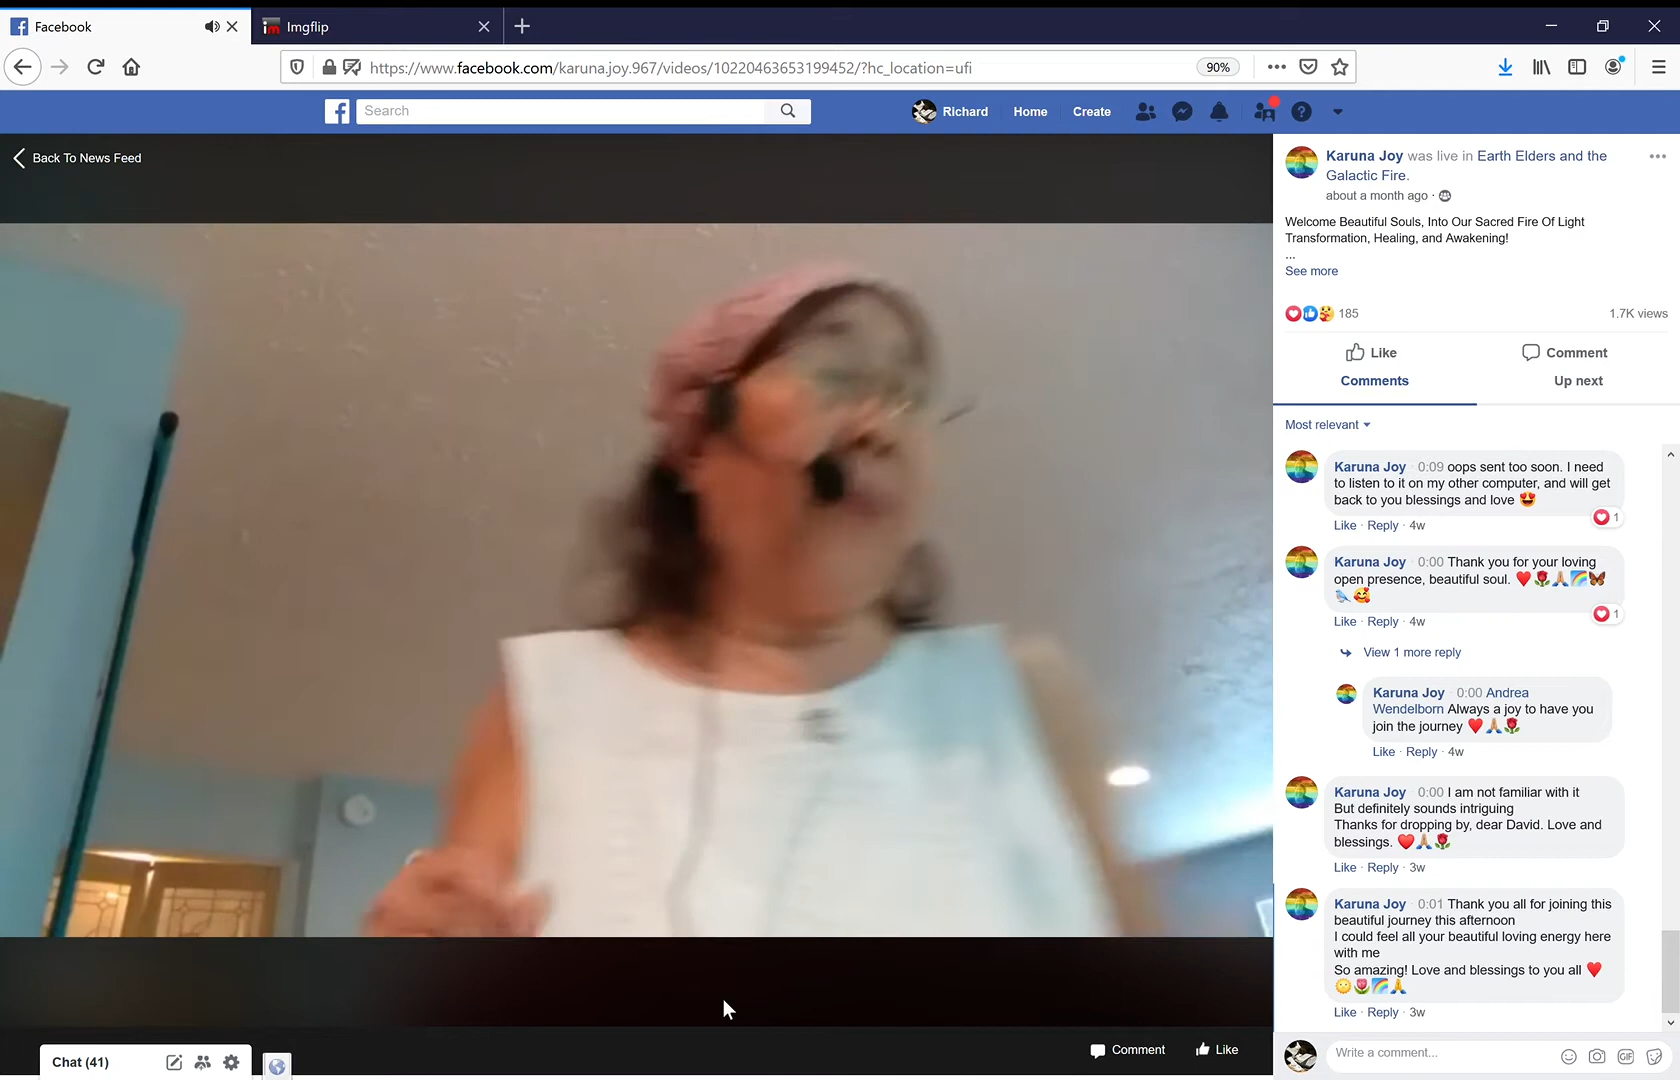 Facebook
Imgflip
https://www.facebook.com/karuna.joy.967/videos/10220463653199452/?hc_location=ufi
90%
Search
Richard
Home
Create
Back To News Feed
Karuna Joy was live in Earth Elders and the
Galactic Fire.
about a month ago ·
Welcome Beautiful Souls, Into Our Sacred Fire Of Light
Transformation, Healing, and Awakening!
...
See more
185
1.7K views
Like
Comment
Comments
Up next
Most relevant
Karuna Joy · 0:09 oops sent too soon. I need
to listen to it on my other computer, and will get
back to you blessings and love 😍
1
Like · Reply · 4w
Karuna Joy · 0:00 Thank you for your loving
open presence, beautiful soul. ❤️🌹🙏🌈🦋
🐦🥰
1
Like · Reply · 4w
View 1 more reply
Karuna Joy · 0:00 Andrea
Wendelborn Always a joy to have you
join the journey ❤️🙏🌹
Like · Reply · 4w
Karuna Joy · 0:00 I am not familiar with it
But definitely sounds intriguing
Thanks for dropping by, dear David. Love and
blessings. ❤️🙏🌹
Like · Reply · 3w
Karuna Joy · 0:01 Thank you all for joining this
beautiful journey this afternoon
I could feel all your beautiful loving energy here
with me
So amazing! Love and blessings to you all ❤️
🌞🌷🌈🙏
Like · Reply · 3w
Comment
Like
Chat (41)
Write a comment...
GIF